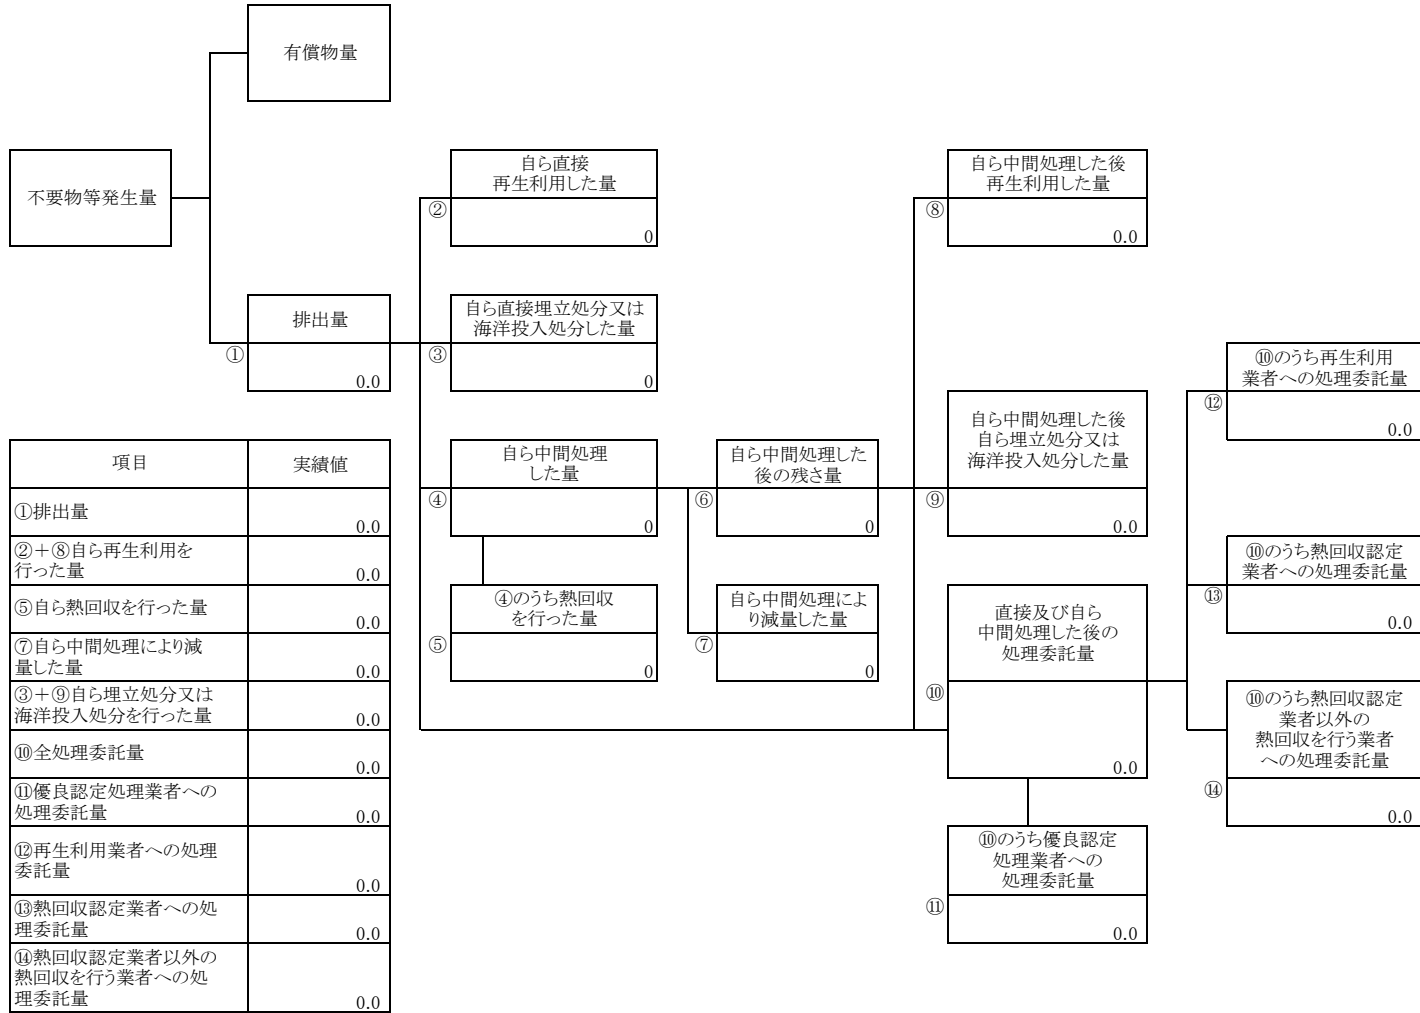 有償物量
不要物等発生量
自ら直接
再生利用した量
②
0
自ら中間処理した後
再生利用した量
⑧
0.0
排出量
①
0.0
自ら直接埋立処分又は
海洋投入処分した量
③
0
⑩のうち再生利用
業者への処理委託量
⑫
0.0
自ら中間処理
した量
④
0
自ら中間処理した
後の残さ量
⑥
0
自ら中間処理した後
自ら埋立処分又は
海洋投入処分した量
⑨
0.0
⑩のうち熱回収認定
業者への処理委託量
⑬
0.0
④のうち熱回収
を行った量
⑤
0
自ら中間処理によ
り減量した量
⑦
0
直接及び自ら
中間処理した後の
処理委託量
⑩
0.0
⑩のうち熱回収認定
業者以外の
熱回収を行う業者
への処理委託量
⑭
0.0
⑩のうち優良認定
処理業者への
処理委託量
⑪
0.0
項目
実績値
①排出量
0.0
②＋⑧自ら再生利用を
行った量
0.0
⑤自ら熱回収を行った量
0.0
⑦自ら中間処理により減
量した量
0.0
③＋⑨自ら埋立処分又は
海洋投入処分を行った量
0.0
⑩全処理委託量
0.0
⑪優良認定処理業者への
処理委託量
0.0
⑫再生利用業者への処理
委託量
0.0
⑬熱回収認定業者への処
理委託量
0.0
⑭熱回収認定業者以外の
熱回収を行う業者への処
理委託量
0.0